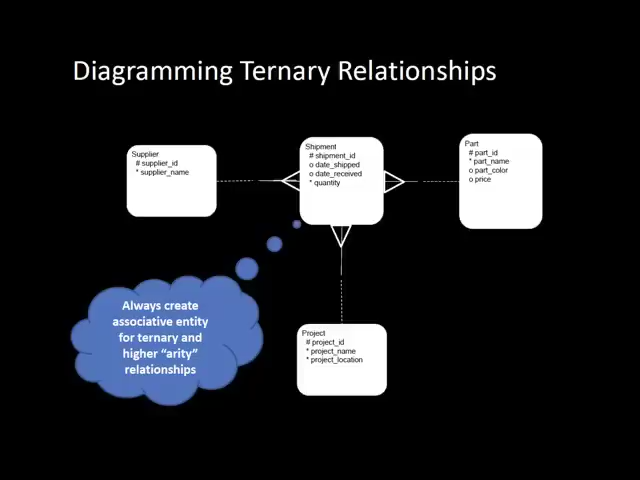 Diagramming Ternary Relationships
Supplier
# supplier_id
* supplier_name
Shipment
# shipment_id
o date_shipped
o date_received
* quantity
Part
# part_id
* part_name
o part_color
o price
Always create
associative entity
for ternary and
higher “arity”
relationships
Project
# project_id
* project_name
* project_location